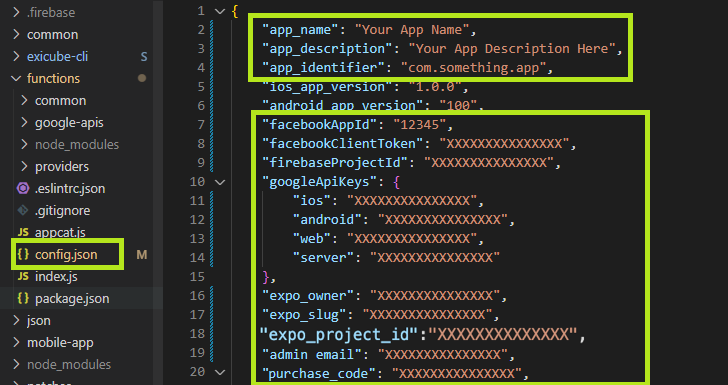 .firebase
common
exicube-cli S
functions
common
google-apis
node_modules
providers
.eslintrc.json
.gitignore
JS appcat.js
{} config.json M
JS index.js
{} package.json
json
mobile-app
node_modules
1 {
2 "app_name": "Your App Name",
3 "app_description": "Your App Description Here",
4 "app_identifier": "com.something.app",
5 "ios_app_version": "1.0.0",
6 "android_app_version": "100",
7 "facebookAppId": "12345",
8 "facebookClientToken": "XXXXXXXXXXXXXXX",
9 "firebaseProjectId": "XXXXXXXXXXXXXXX",
10 "googleApiKeys": {
11 "ios": "XXXXXXXXXXXXXXX",
12 "android": "XXXXXXXXXXXXXXX",
13 "web": "XXXXXXXXXXXXXXX",
14 "server": "XXXXXXXXXXXXXXX"
15 },
16 "expo_owner": "XXXXXXXXXXXXXXX",
17 "expo_slug": "XXXXXXXXXXXXXXX",
18 "expo_project_id":"XXXXXXXXXXXXXX",
19 "admin_email": "XXXXXXXXXXXXXXX",
20 "purchase_code": "XXXXXXXXXXXXXXX",